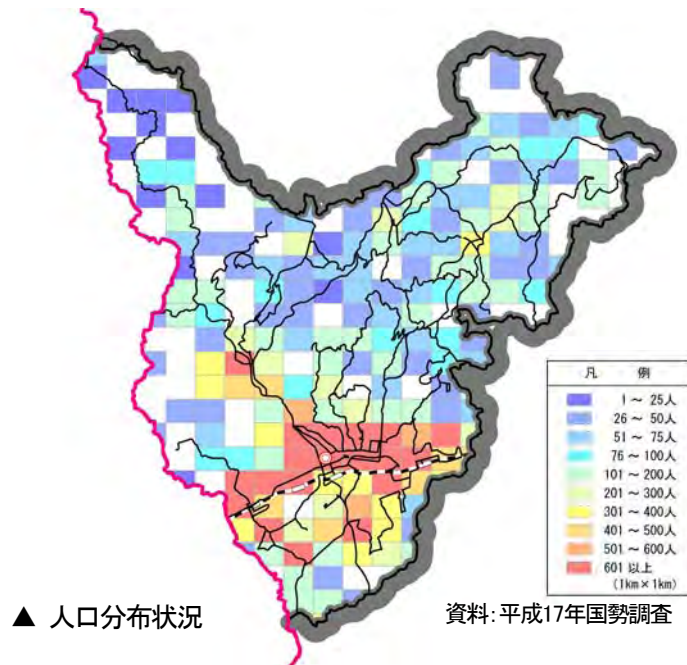 凡 例
1 ～ 25人
26 ～ 50人
51 ～ 75人
76 ～ 100人
101 ～ 200人
201 ～ 300人
301 ～ 400人
401 ～ 500人
501 ～ 600人
601 以上
(1km×1km)
▲ 人口分布状況
資料:平成17年国勢調査